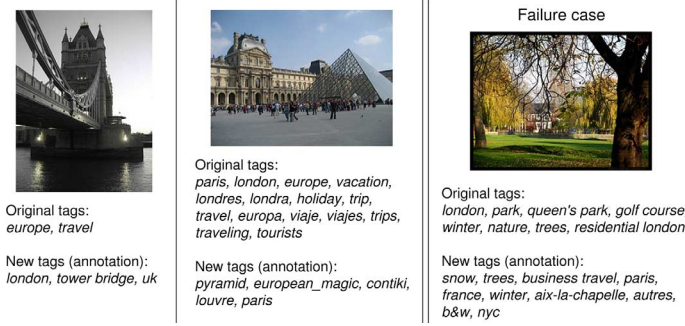 Original tags:
europe, travel
New tags (annotation):
london, tower bridge, uk
Original tags:
paris, london, europe, vacation,
londres, londra, holiday, trip,
travel, europa, viaje, viajes, trips,
traveling, tourists
New tags (annotation):
pyramid, european_magic, contiki,
louvre, paris
Failure case
Original tags:
london, park, queen's park, golf course
winter, nature, trees, residential london
New tags (annotation):
snow, trees, business travel, paris,
france, winter, aix-la-chapelle, autres,
b&w, nyc